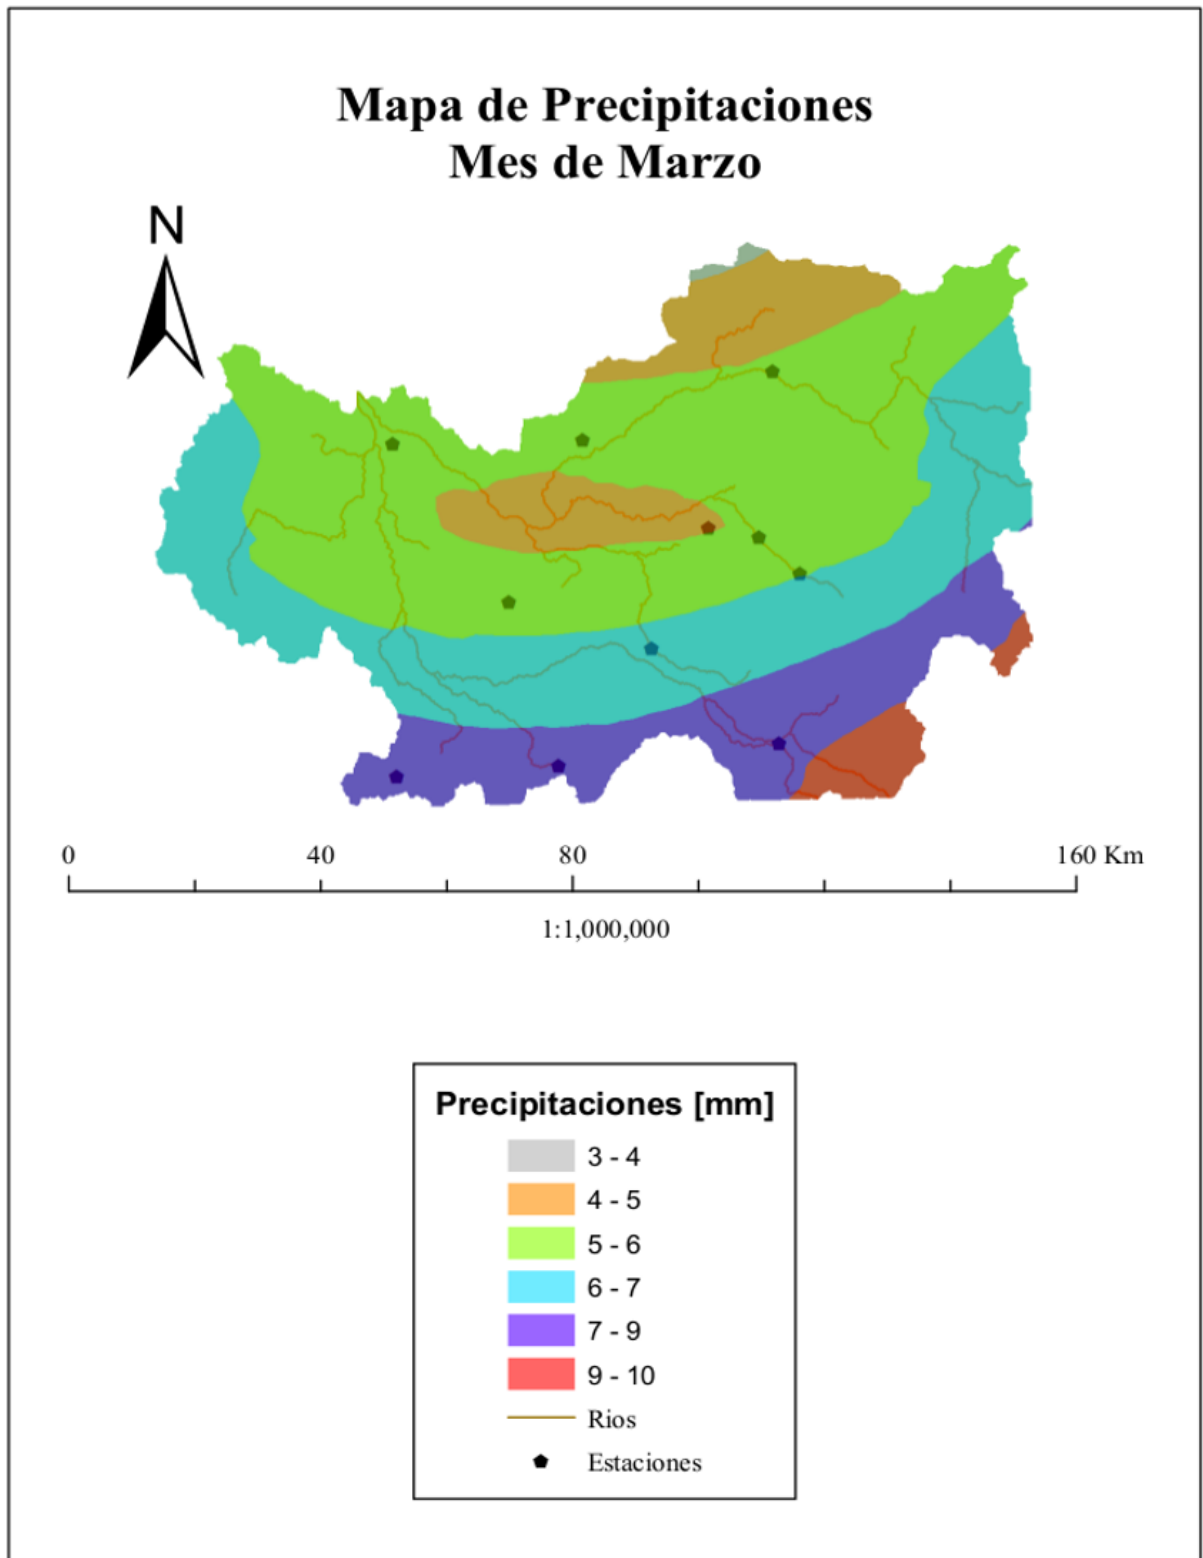 Mapa de Precipitaciones
Mes de Marzo
N
0 40 80 160 Km
1:1,000,000
Precipitaciones [mm]
3 - 4
4 - 5
5 - 6
6 - 7
7 - 9
9 - 10
Rios
Estaciones